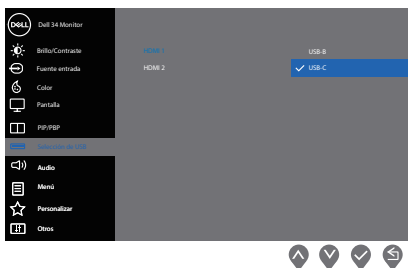 DELL
Dell 34 Monitor
Brillo/Contraste
Fuente entrada
Color
Pantalla
PIP/PBP
Selección de USB
Audio
Menú
Personalizar
Otros
HDMI 1
HDMI 2
USB-B
USB-C